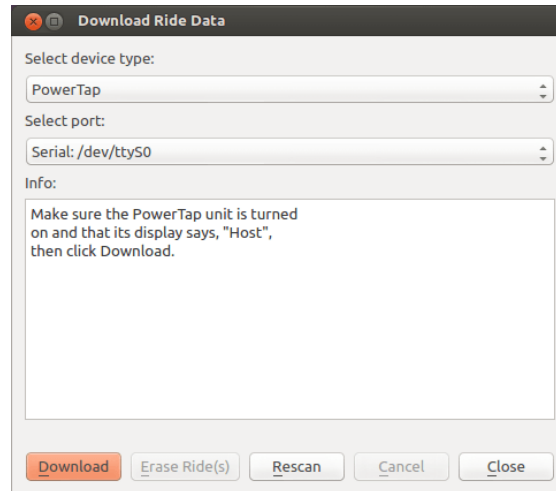 Download Ride Data
Select device type:
PowerTap
Select port:
Serial: /dev/ttyS0
Info:
Make sure the PowerTap unit is turned
on and that its display says, "Host",
then click Download.
Download Erase Ride(s) Rescan Cancel Close